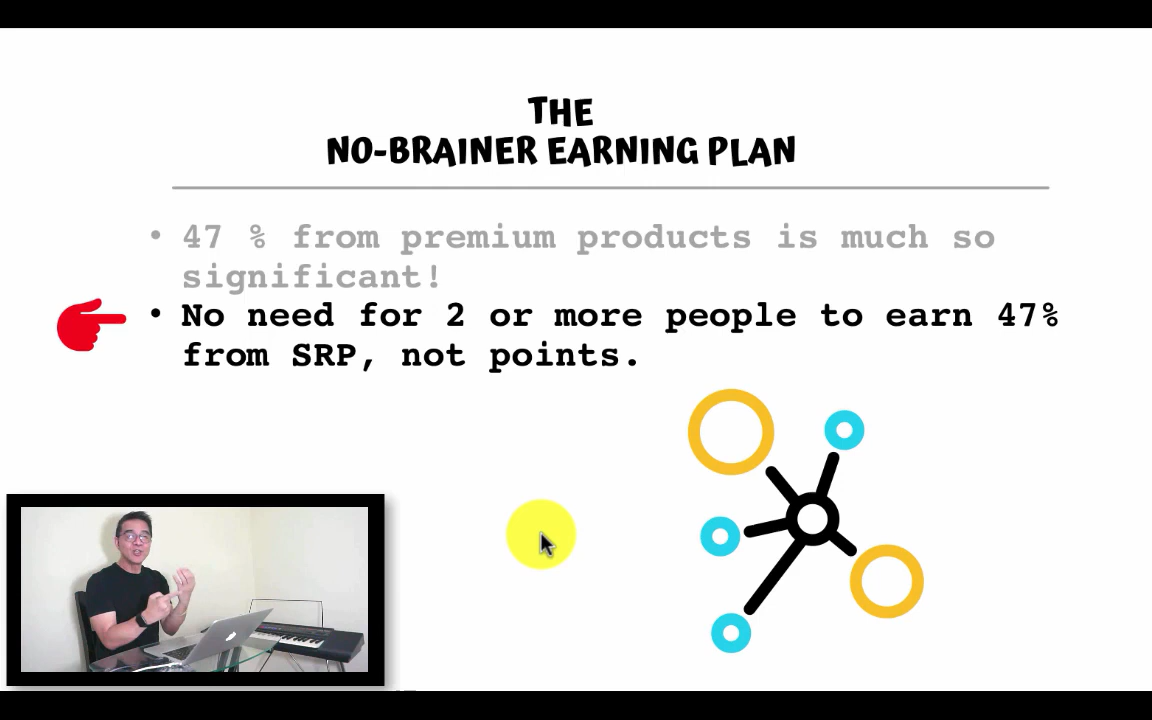 THE
NO-BRAINER EARNING PLAN
• 47 % from premium products is much so
significant!
• No need for 2 or more people to earn 47%
from SRP, not points.